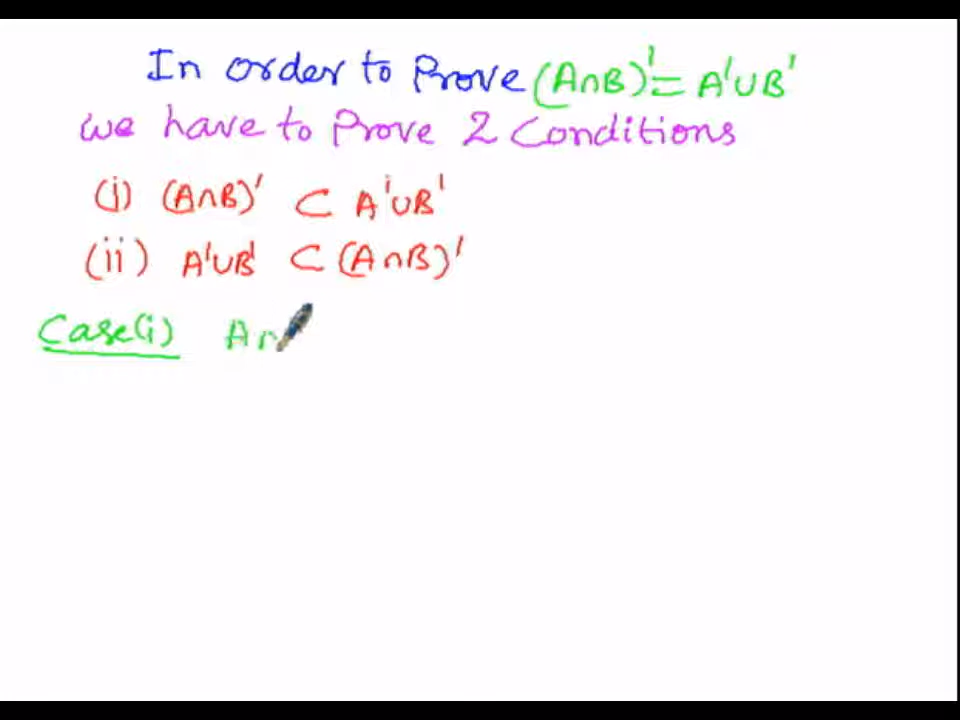 In order to Prove (A∩B)' = A'∪B'
we have to Prove 2 Conditions
(i) (A∩B)' ⊂ A'∪B'
(ii) A'∪B' ⊂ (A∩B)'
Case(i) A∩